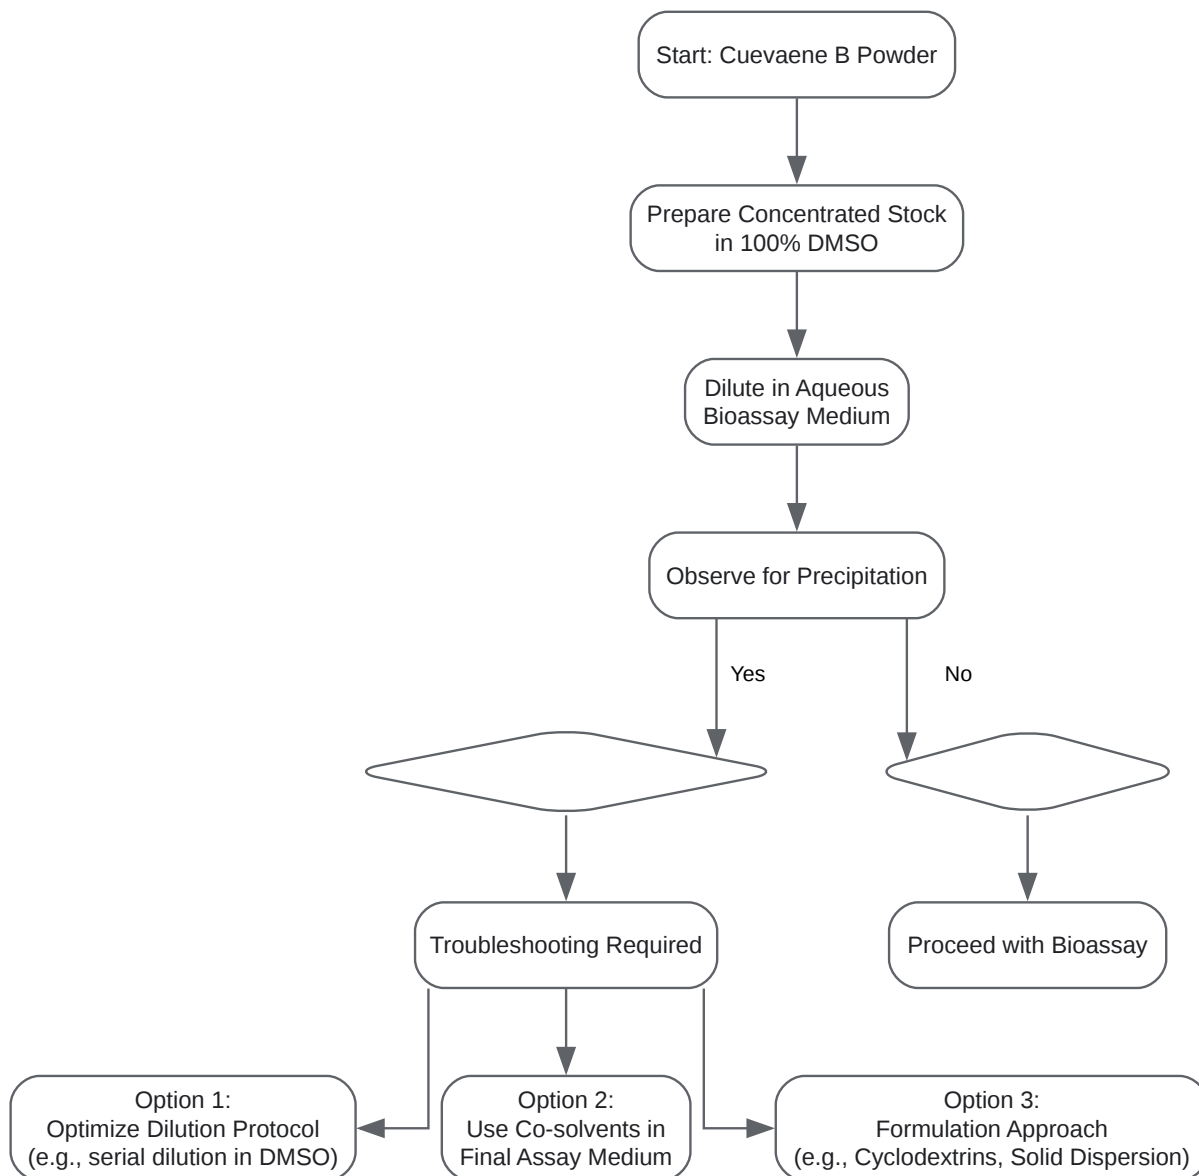 Start: Cuevaene B Powder
Prepare Concentrated Stock
in 100% DMSO
Dilute in Aqueous
Bioassay Medium
Observe for Precipitation
Yes
No
Troubleshooting Required
Proceed with Bioassay
Option 1:
Optimize Dilution Protocol
(e.g., serial dilution in DMSO)
Option 2:
Use Co-solvents in
Final Assay Medium
Option 3:
Formulation Approach
(e.g., Cyclodextrins, Solid Dispersion)